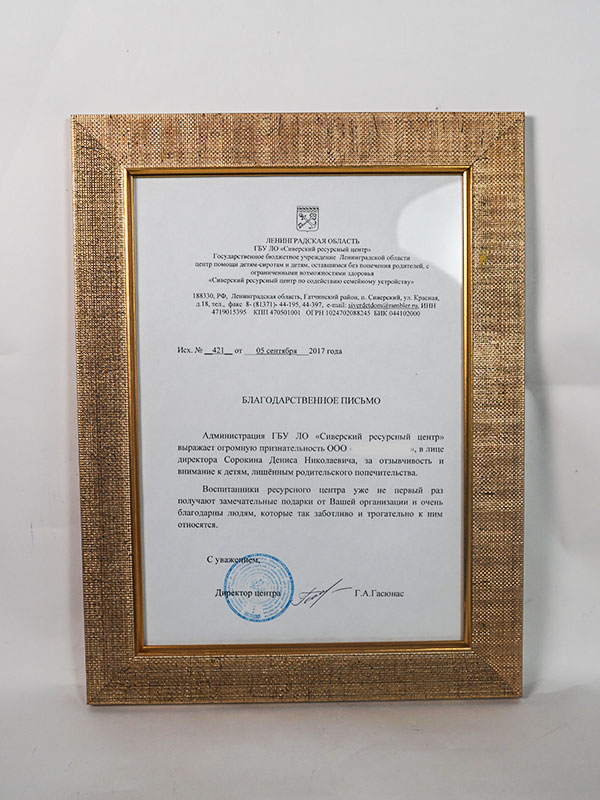 ЛЕНИНГРАДСКАЯ ОБЛАСТЬ
ГБУ ЛО «Сиверский ресурсный центр»
Государственное бюджетное учреждение Ленинградской области
центр помощи детям-сиротам и детям, оставшимся без попечения родителей, с
ограниченными возможностями здоровья
«Сиверский ресурсный центр по содействию семейному устройству»
188330, РФ, Ленинградская область, Гатчинский район, п. Сиверский, ул. Красная,
д.18, тел., факс 8- (81371)- 44-195, 44-397, e-mail: siverdetdom@rambler.ru, ИНН
4719015395 КПП 470501001 ОГРН 1024702088245 БИК 044102000
Исх. № __421__ от 05 сентября 2017 года
БЛАГОДАРСТВЕННОЕ ПИСЬМО
Администрация ГБУ ЛО «Сиверский ресурсный центр»
выражает огромную признательность ООО « », в лице
директора Сорокина Дениса Николаевича, за отзывчивость и
внимание к детям, лишённым родительского попечительства.
Воспитанники ресурсного центра уже не первый раз
получают замечательные подарки от Вашей организации и очень
благодарны людям, которые так заботливо и трогательно к ним
относятся.
С уважением,
Директор центра Г.А.Гасюнас